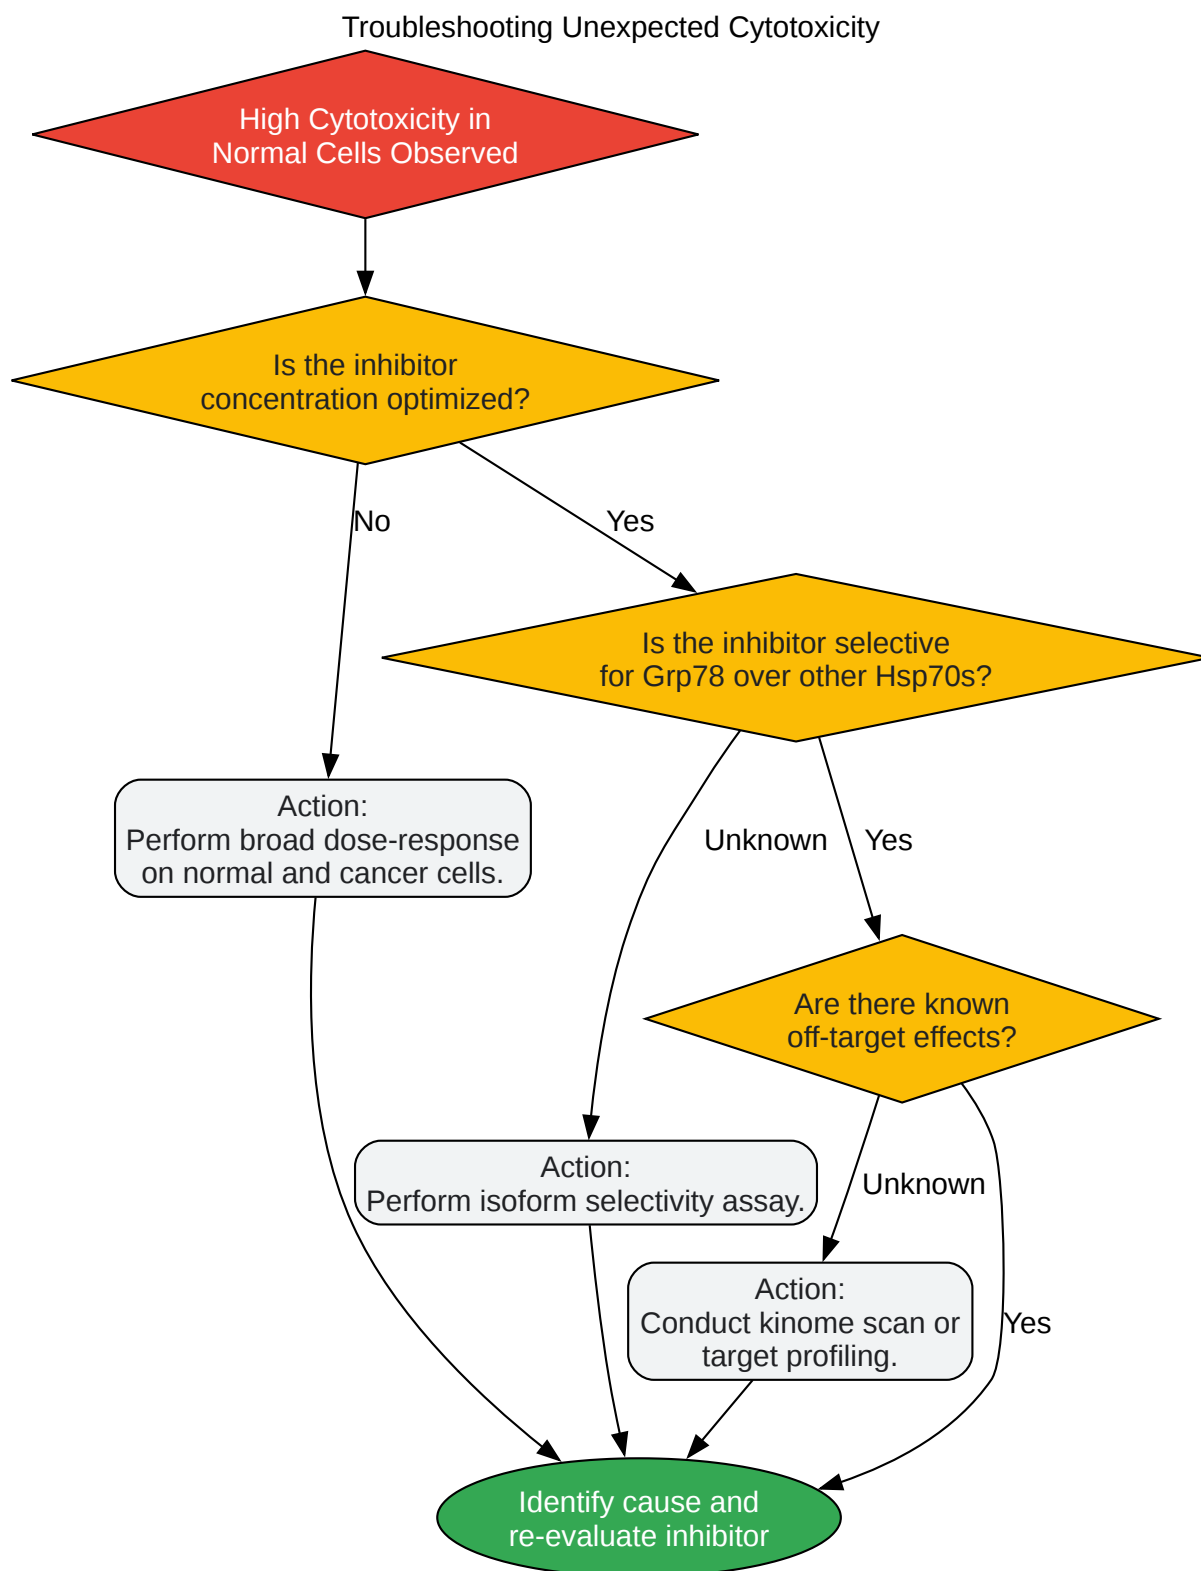 Troubleshooting Unexpected Cytotoxicity
High Cytotoxicity in
Normal Cells Observed
Is the inhibitor
concentration optimized?
No
Yes
Is the inhibitor selective
for Grp78 over other Hsp70s?
Action:
Perform broad dose-response
on normal and cancer cells.
Unknown
Yes
Are there known
off-target effects?
Action:
Perform isoform selectivity assay.
Unknown
Action:
Conduct kinome scan or
target profiling.
Yes
Identify cause and
re-evaluate inhibitor